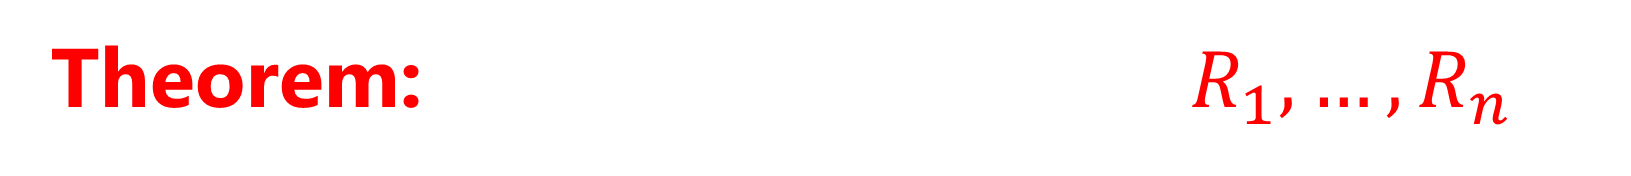 Theorem: R₁, … , Rₙ